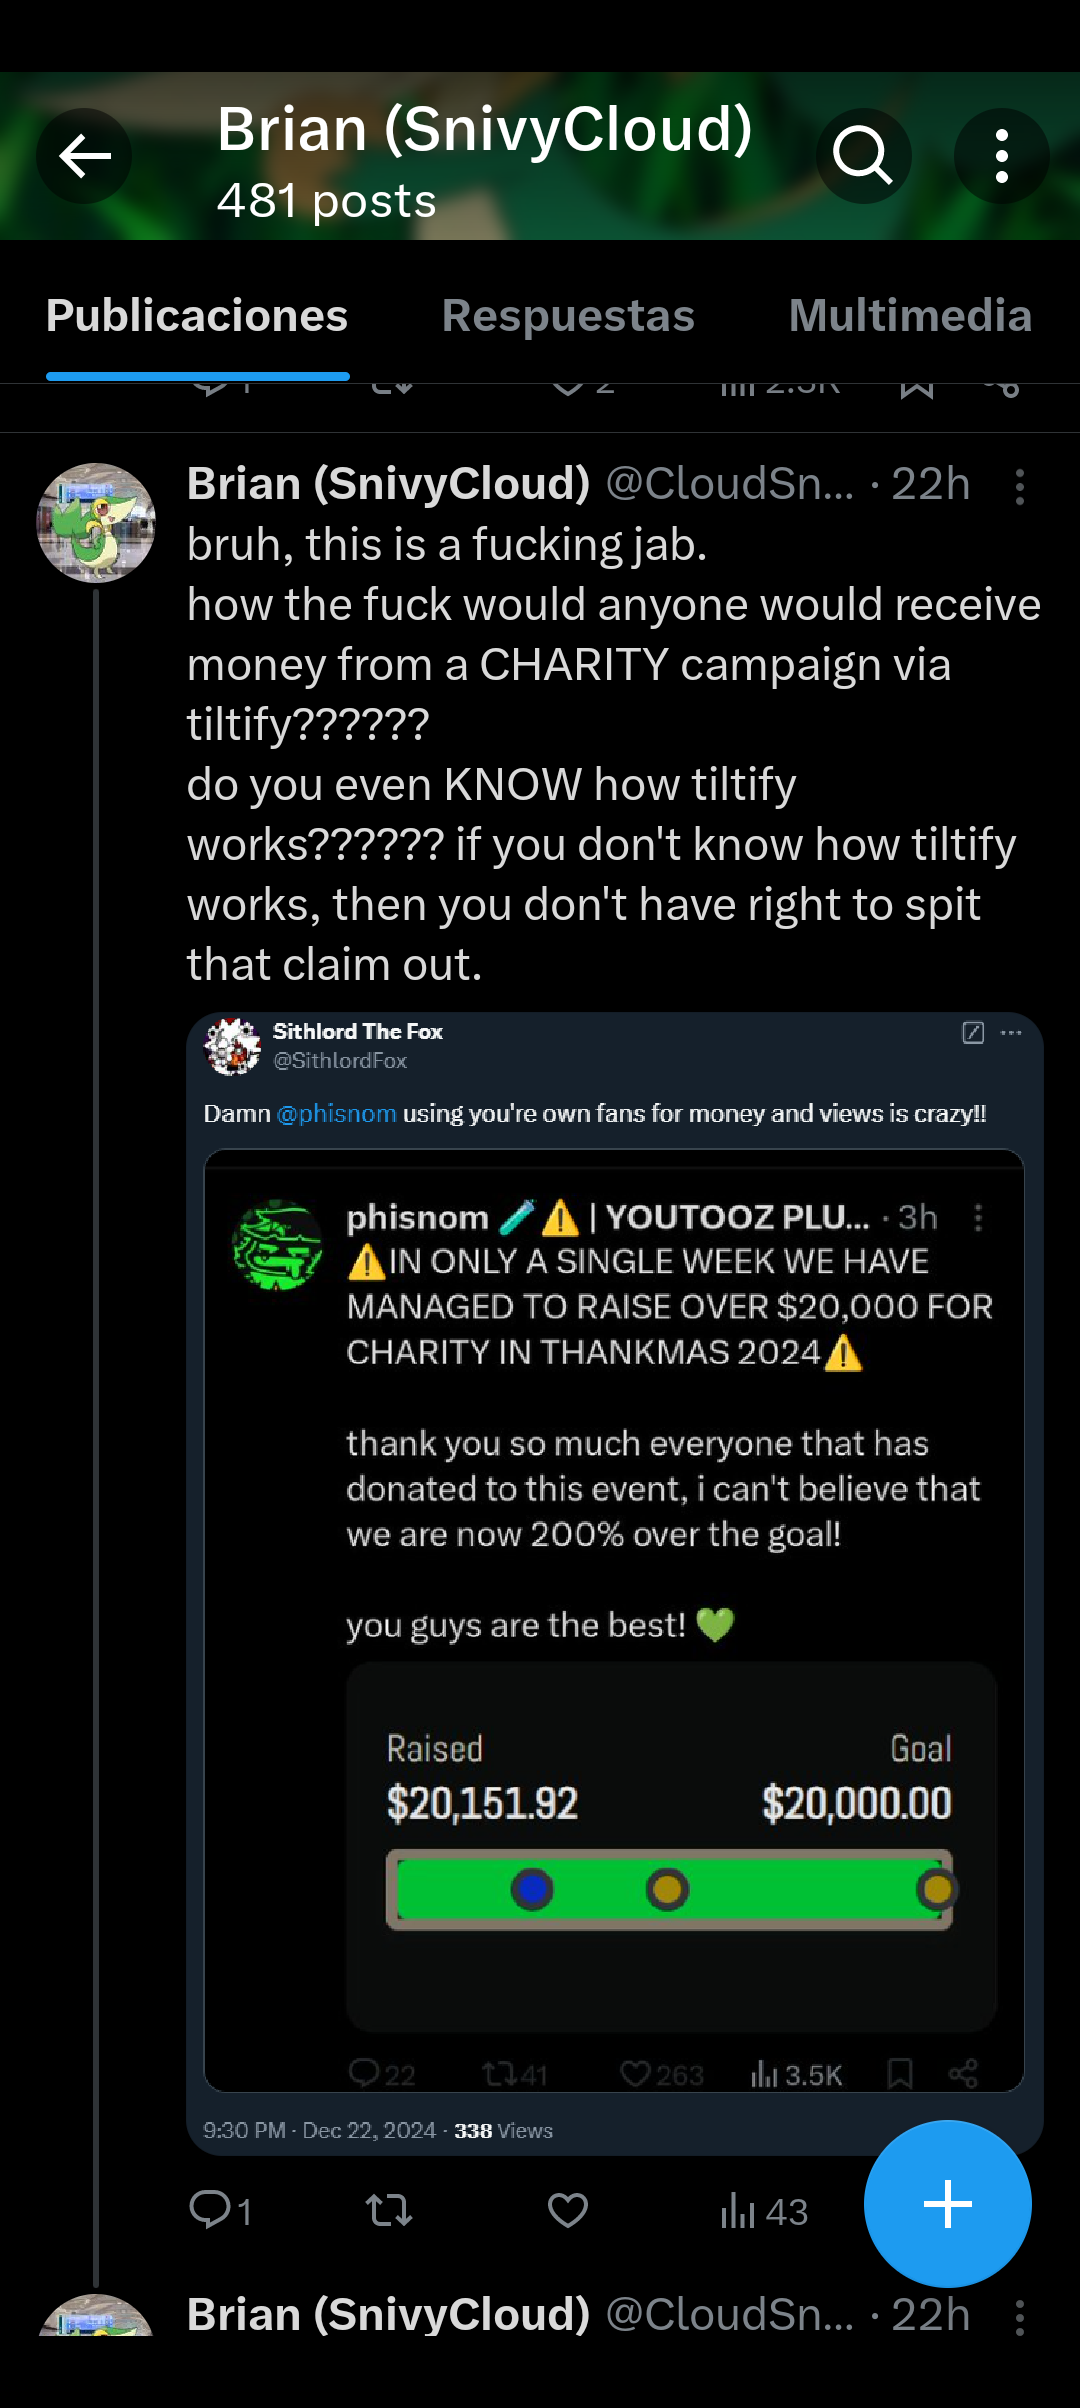 Brian (SnivyCloud)
481 posts
Publicaciones
Respuestas
Multimedia
Brian (SnivyCloud) @CloudSn... · 22h
bruh, this is a fucking jab.
how the fuck would anyone would receive
money from a CHARITY campaign via
tiltify??????
do you even KNOW how tiltify
works?????? if you don't know how tiltify
works, then you don't have right to spit
that claim out.
Sithlord The Fox
@SithlordFox
Damn @phisnom using you're own fans for money and views is crazy!!
phisnom 🧪⚠️ | YOUTOOZ PLU... · 3h
⚠️IN ONLY A SINGLE WEEK WE HAVE
MANAGED TO RAISE OVER $20,000 FOR
CHARITY IN THANKMAS 2024⚠️
thank you so much everyone that has
donated to this event, i can't believe that
we are now 200% over the goal!
you guys are the best! 💚
Raised
Goal
$20,151.92
$20,000.00
22
41
263
3.5K
9:30 PM · Dec 22, 2024 · 338 Views
1
43
Brian (SnivyCloud) @CloudSn... · 22h